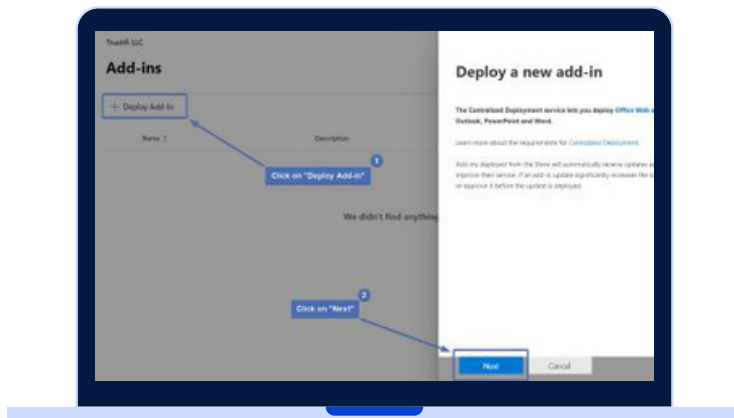 Trustifi LLC
Add-ins
+ Deploy Add-In
Name ↑
Description
1
Click on "Deploy Add-in"
We didn't find anything
2
Click on "Next"
Deploy a new add-in
The Centralized Deployment service lets you deploy Office Web
Outlook, PowerPoint and Word.
Learn more about the requirements for Centralized Deployment.
Add-ins deployed from the Store will automatically receive updates
improve their service. If an add-in update significantly increases the
re-approve it before the update is deployed.
Next
Cancel